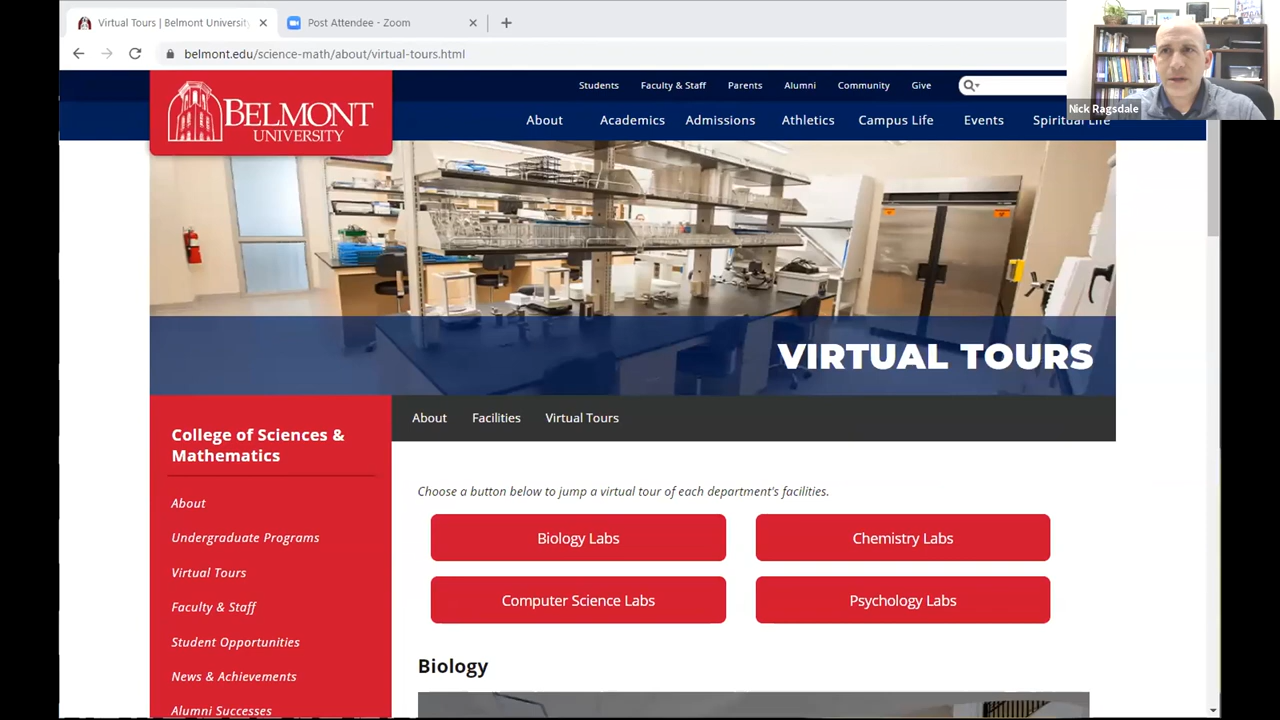 Virtual Tours | Belmont University
Post Attendee - Zoom
belmont.edu/science-math/about/virtual-tours.html
Nick Ragsdale
Students
Faculty & Staff
Parents
Alumni
Community
Give
BELMONT
UNIVERSITY
About
Academics
Admissions
Athletics
Campus Life
Events
Spiritual Life
VIRTUAL TOURS
About
Facilities
Virtual Tours
College of Sciences &
Mathematics
About
Undergraduate Programs
Virtual Tours
Faculty & Staff
Student Opportunities
News & Achievements
Alumni Successes
Choose a button below to jump a virtual tour of each department's facilities.
Biology Labs
Chemistry Labs
Computer Science Labs
Psychology Labs
Biology